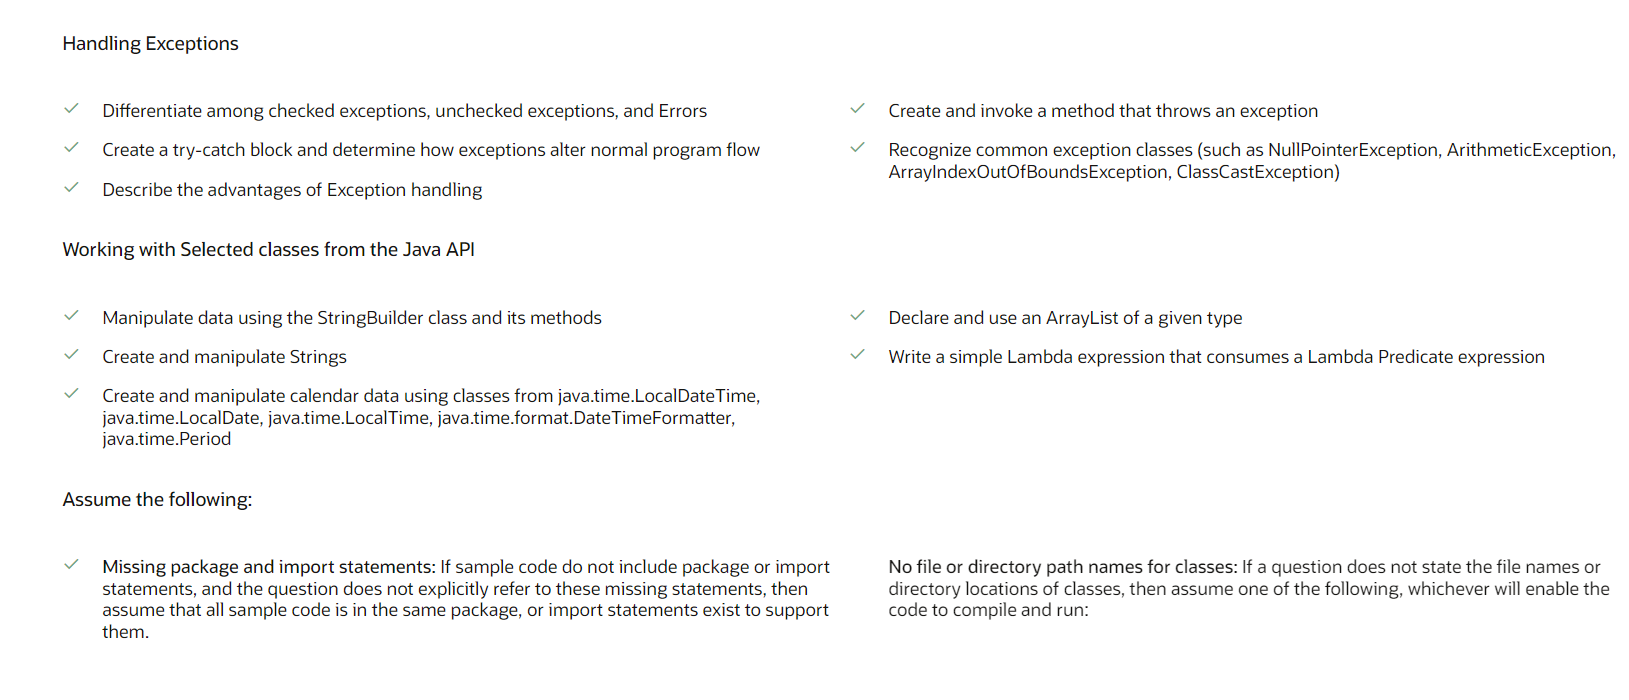 Handling Exceptions
Differentiate among checked exceptions, unchecked exceptions, and Errors
Create a try-catch block and determine how exceptions alter normal program flow
Describe the advantages of Exception handling
Create and invoke a method that throws an exception
Recognize common exception classes (such as NullPointerException, ArithmeticException,
ArrayIndexOutOfBoundsException, ClassCastException)
Working with Selected classes from the Java API
Manipulate data using the StringBuilder class and its methods
Create and manipulate Strings
Create and manipulate calendar data using classes from java.time.LocalDateTime,
java.time.LocalDate, java.time.LocalTime, java.time.format.DateTimeFormatter,
java.time.Period
Declare and use an ArrayList of a given type
Write a simple Lambda expression that consumes a Lambda Predicate expression
Assume the following:
Missing package and import statements: If sample code do not include package or import
statements, and the question does not explicitly refer to these missing statements, then
assume that all sample code is in the same package, or import statements exist to support
them.
No file or directory path names for classes: If a question does not state the file names or
directory locations of classes, then assume one of the following, whichever will enable the
code to compile and run: